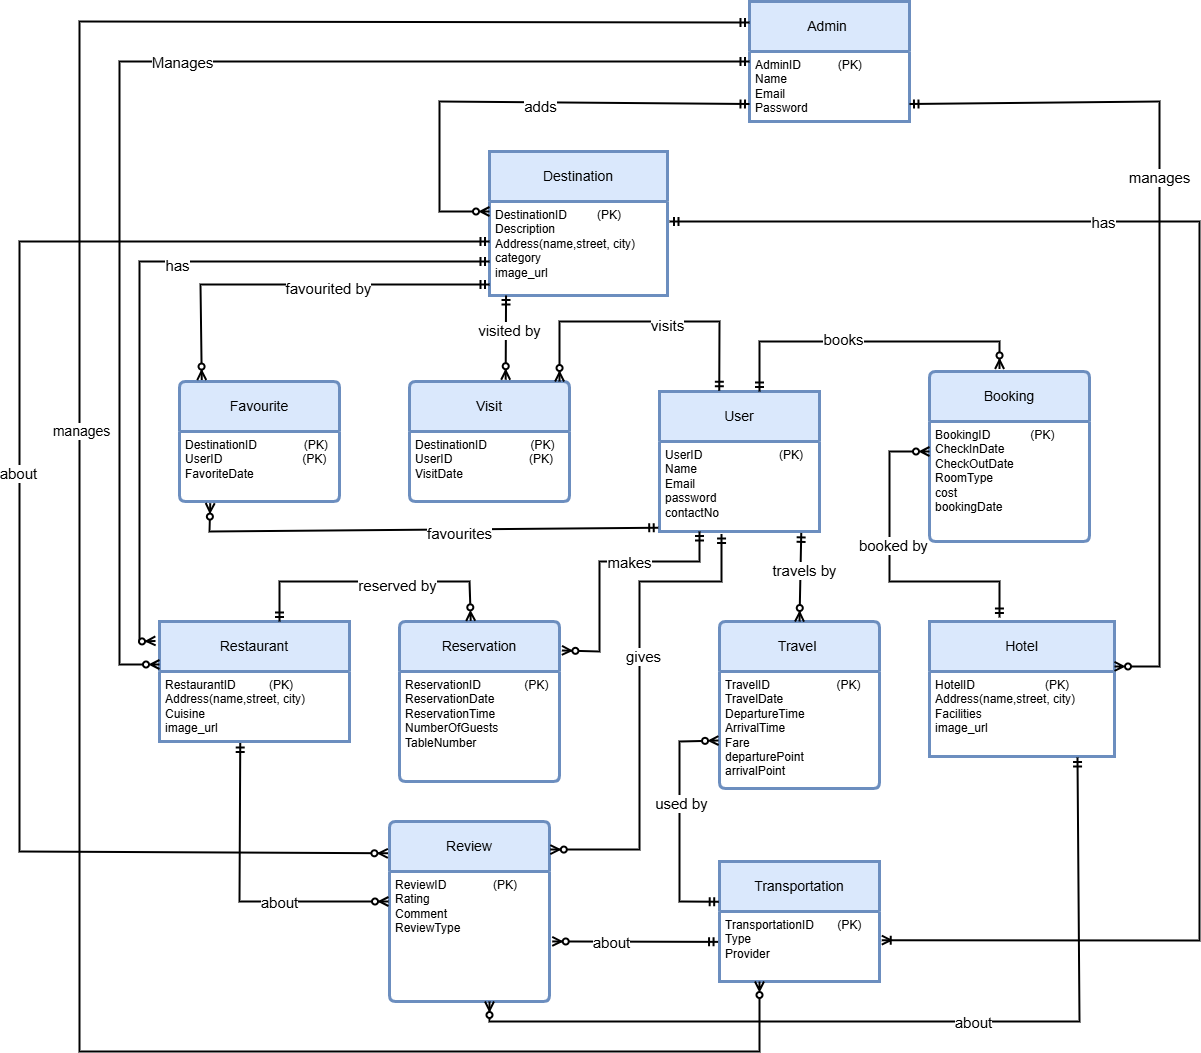 Admin
Manages
AdminID (PK)
Name
Email
Password
adds
manages
Destination
DestinationID (PK)
Description
Address(name,street, city)
category
image_url
has
has
favourited by
visited by
visits
books
Favourite
DestinationID (PK)
UserID (PK)
FavoriteDate
Visit
DestinationID (PK)
UserID (PK)
VisitDate
User
UserID (PK)
Name
Email
password
contactNo
Booking
BookingID (PK)
CheckInDate
CheckOutDate
RoomType
cost
bookingDate
manages
about
favourites
booked by
makes
travels by
reserved by
gives
Restaurant
RestaurantID (PK)
Address(name,street, city)
Cuisine
image_url
Reservation
ReservationID (PK)
ReservationDate
ReservationTime
NumberOfGuests
TableNumber
Travel
TravelID (PK)
TravelDate
DepartureTime
ArrivalTime
Fare
departurePoint
arrivalPoint
Hotel
HotelID (PK)
Address(name,street, city)
Facilities
image_url
used by
Review
ReviewID (PK)
Rating
Comment
ReviewType
about
about
Transportation
TransportationID (PK)
Type
Provider
about